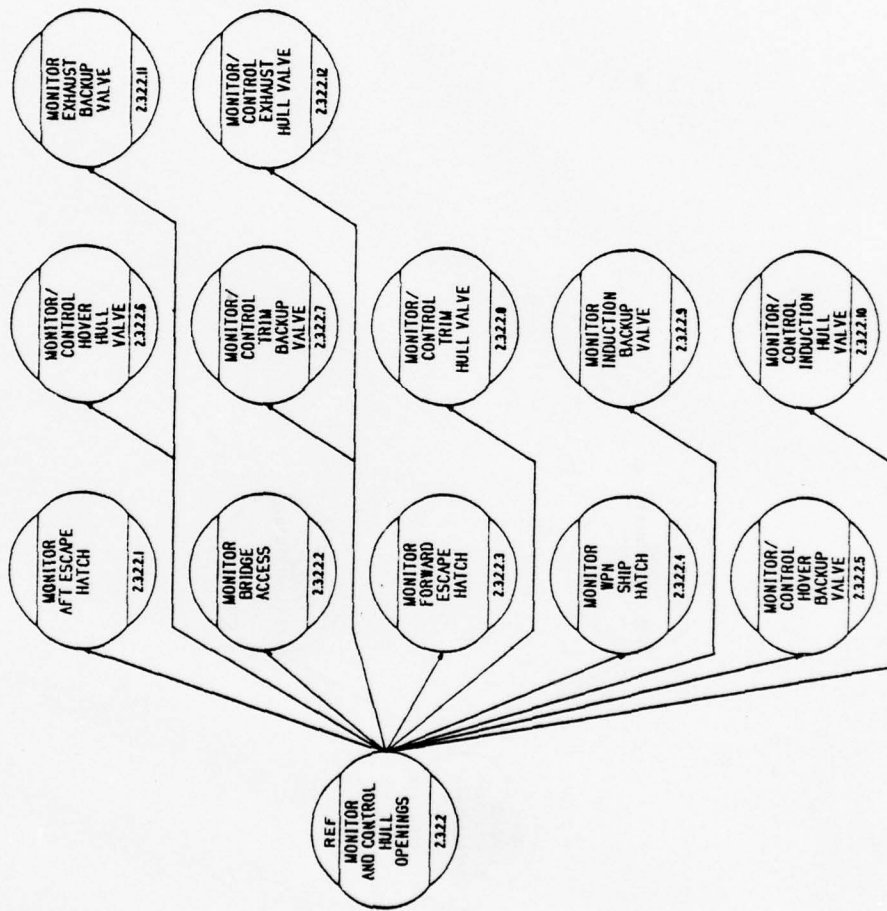 REF
MONITOR
AND CONTROL
HULL
OPENINGS
2.3.2.2
MONITOR
AFT ESCAPE
HATCH
2.3.2.2.1
MONITOR
BRIDGE
ACCESS
2.3.2.2.2
MONITOR
FORWARD
ESCAPE
HATCH
2.3.2.2.3
MONITOR
WPN
SHIP
HATCH
2.3.2.2.4
MONITOR/
CONTROL
HOVER
BACKUP
VALVE
2.3.2.2.5
MONITOR/
CONTROL
HOVER
HULL
VALVE
2.3.2.2.6
MONITOR/
CONTROL
TRIM
BACKUP
VALVE
2.3.2.2.7
MONITOR/
CONTROL
TRIM
HULL VALVE
2.3.2.2.8
MONITOR
INDUCTION
BACKUP
VALVE
2.3.2.2.9
MONITOR/
CONTROL
INDUCTION
HULL
VALVE
2.3.2.2.10
MONITOR
EXHAUST
BACKUP
VALVE
2.3.2.2.11
MONITOR/
CONTROL
EXHAUST
HULL VALVE
2.3.2.2.12